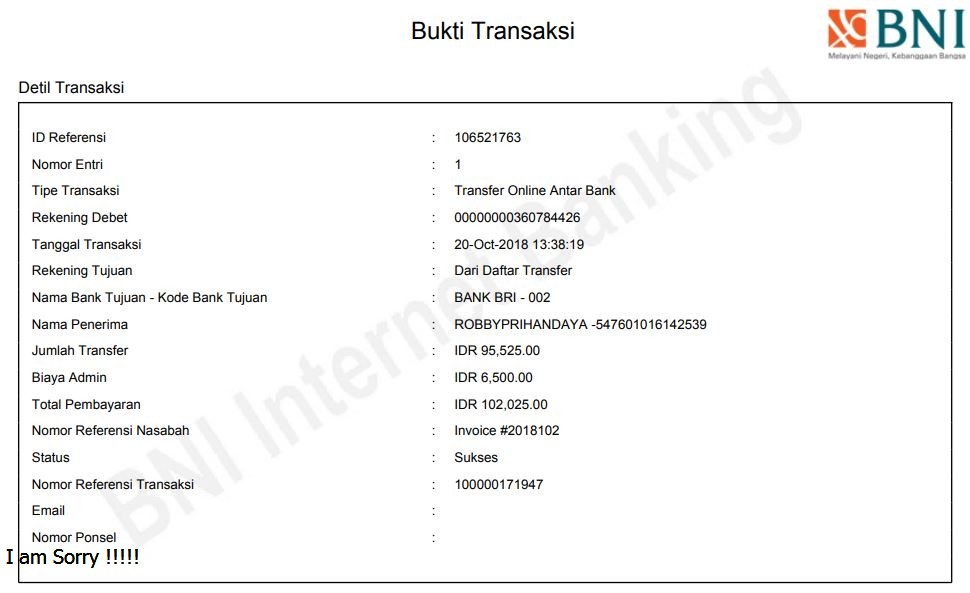 Bukti Transaksi
BNI
Melayani Negeri, Kebanggaan Bangsa
Detil Transaksi
ID Referensi : 106521763
Nomor Entri : 1
Tipe Transaksi : Transfer Online Antar Bank
Rekening Debet : 00000000360784426
Tanggal Transaksi : 20-Oct-2018 13:38:19
Rekening Tujuan : Dari Daftar Transfer
Nama Bank Tujuan - Kode Bank Tujuan : BANK BRI - 002
Nama Penerima : ROBBYPRIHANDAYA -547601016142539
Jumlah Transfer : IDR 95,525.00
Biaya Admin : IDR 6,500.00
Total Pembayaran : IDR 102,025.00
Nomor Referensi Nasabah : Invoice #2018102
Status : Sukses
Nomor Referensi Transaksi : 100000171947
Email :
Nomor Ponsel :
I am Sorry !!!!!
BNI Internet Banking